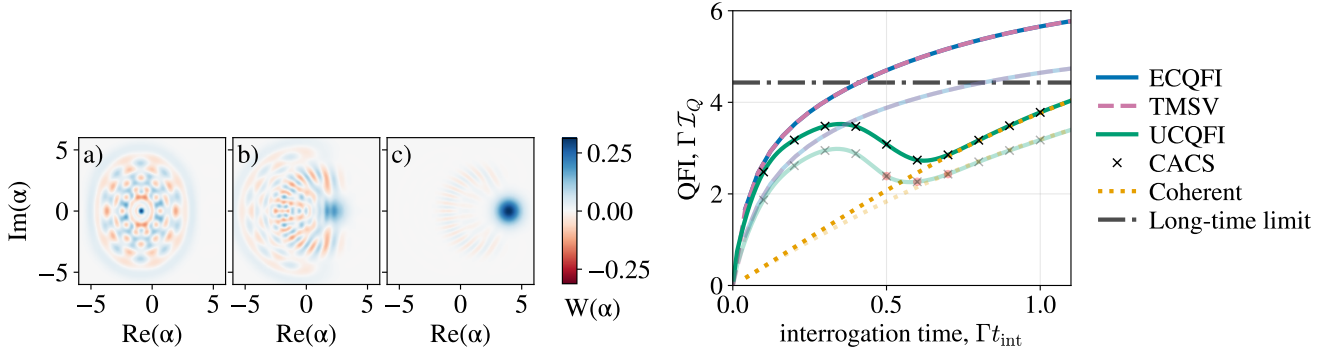 a)
b)
c)
5
0
−5
Im(α)
−5 0 5
−5 0 5
−5 0 5
Re(α)
Re(α)
Re(α)
0.25
0.00
−0.25
W(α)
6
4
2
0
QFI, Γ ℐ_Q
0.0 0.5 1.0
interrogation time, Γt_int
ECQFI
TMSV
UCQFI
CACS
Coherent
Long-time limit